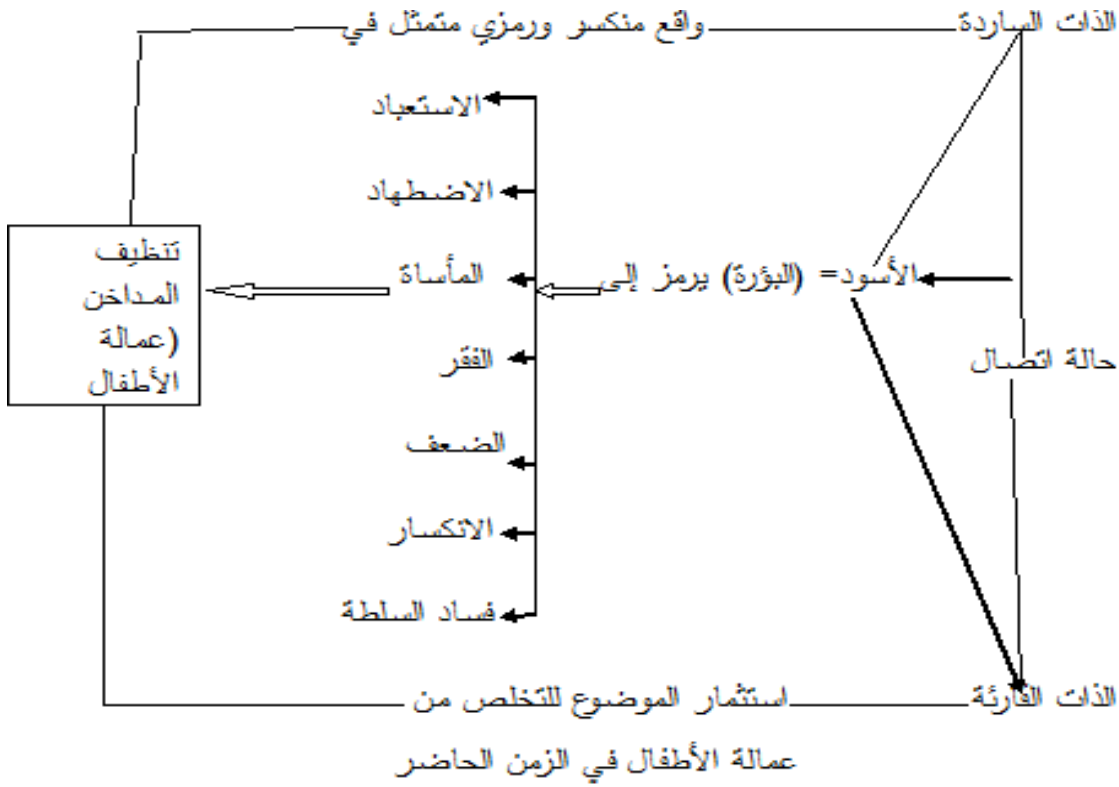 الذات الساردة
واقع منكسر ورمزي متمثل في
الاستعباد
الاضطهاد
الأسود= (البؤرة) يرمز إلى
المأساة
تنظيف
المداخن
(عمالة
الأطفال
حالة اتصال
الفقر
الضعف
الانكسار
فساد السلطة
الذات القارئة
استثمار الموضوع للتخلص من
عمالة الأطفال في الزمن الحاضر